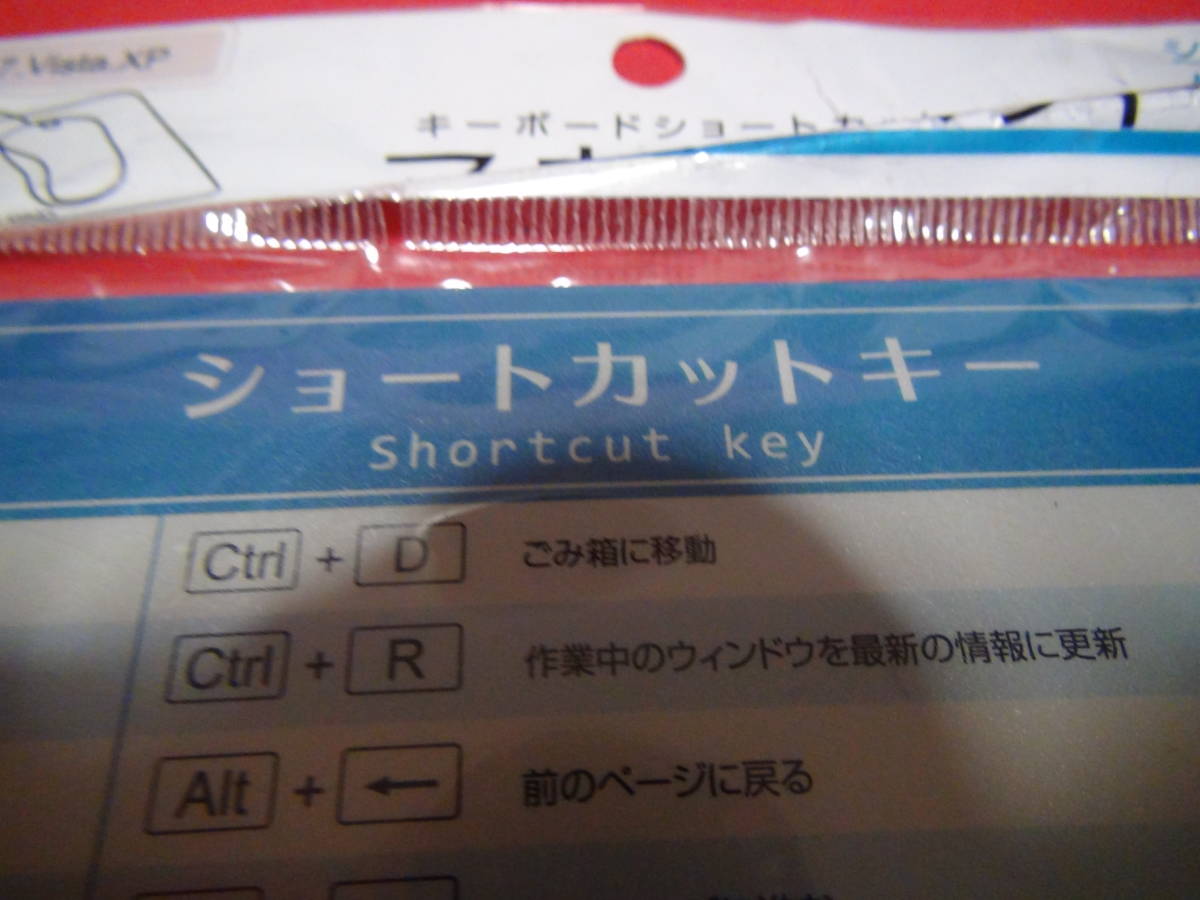 7.Vista.XP
キーボードショートカット
ショートカットキー
Shortcut key
Ctrl + D ごみ箱に移動
Ctrl + R 作業中のウィンドウを最新の情報に更新
Alt + ← 前のページに戻る